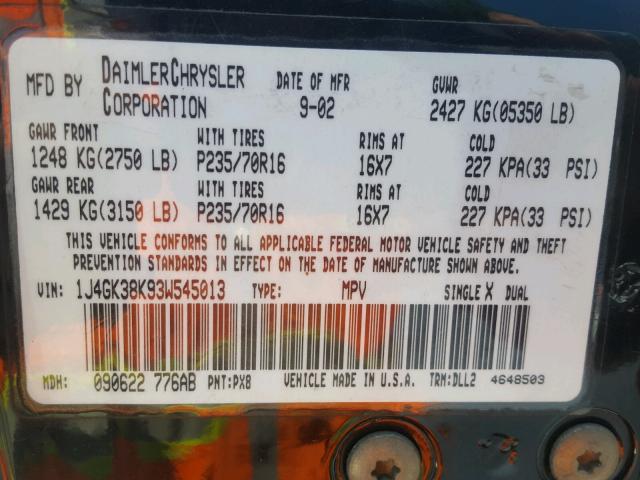 MFD BY DAIMLERCHRYSLER CORPORATION DATE OF MFR 9-02 GVWR 2427 KG(05350 LB)
GAWR FRONT WITH TIRES RIMS AT COLD
1248 KG(2750 LB) P235/70R16 16X7 227 KPA(33 PSI)
GAWR REAR WITH TIRES RIMS AT COLD
1429 KG(3150 LB) P235/70R16 16X7 227 KPA(33 PSI)
THIS VEHICLE CONFORMS TO ALL APPLICABLE FEDERAL MOTOR VEHICLE SAFETY AND THEFT
PREVENTION STANDARDS IN EFFECT ON THE DATE OF MANUFACTURE SHOWN ABOVE.
VIN: 1J4GK38K93W545013 TYPE: MPV SINGLE X DUAL
MDH: 090622 776AB PNT:PX8 VEHICLE MADE IN U.S.A. TRM:DLL2 4648503